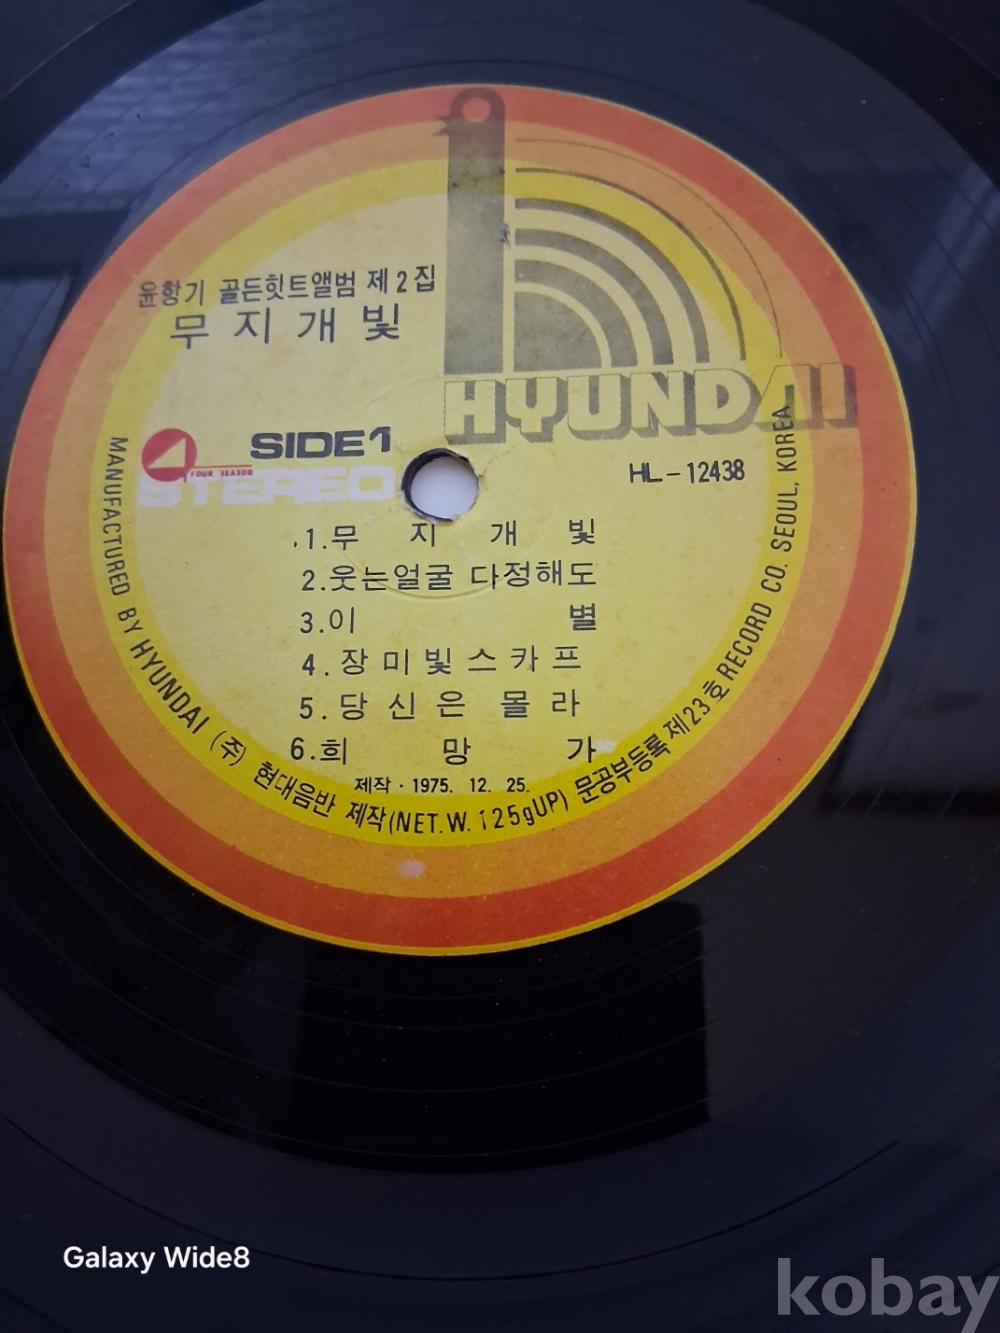 윤항기 골든힛트앨범 제2집
무지개빛
HYUNDAI
SIDE1
4 FOUR SEASON
STEREO
HL-12438
1.무지개빛
2.웃는얼굴 다정해도
3.이별
4.장미빛스카프
5.당신은 몰라
6.희망가
제작·1975. 12. 25.
MANUFACTURED BY HYUNDAI (주) 현대음반 제작(NET.W. 125gUP) 문공부등록 제23호 RECORD CO. SEOUL, KOREA
Galaxy Wide8
kobay